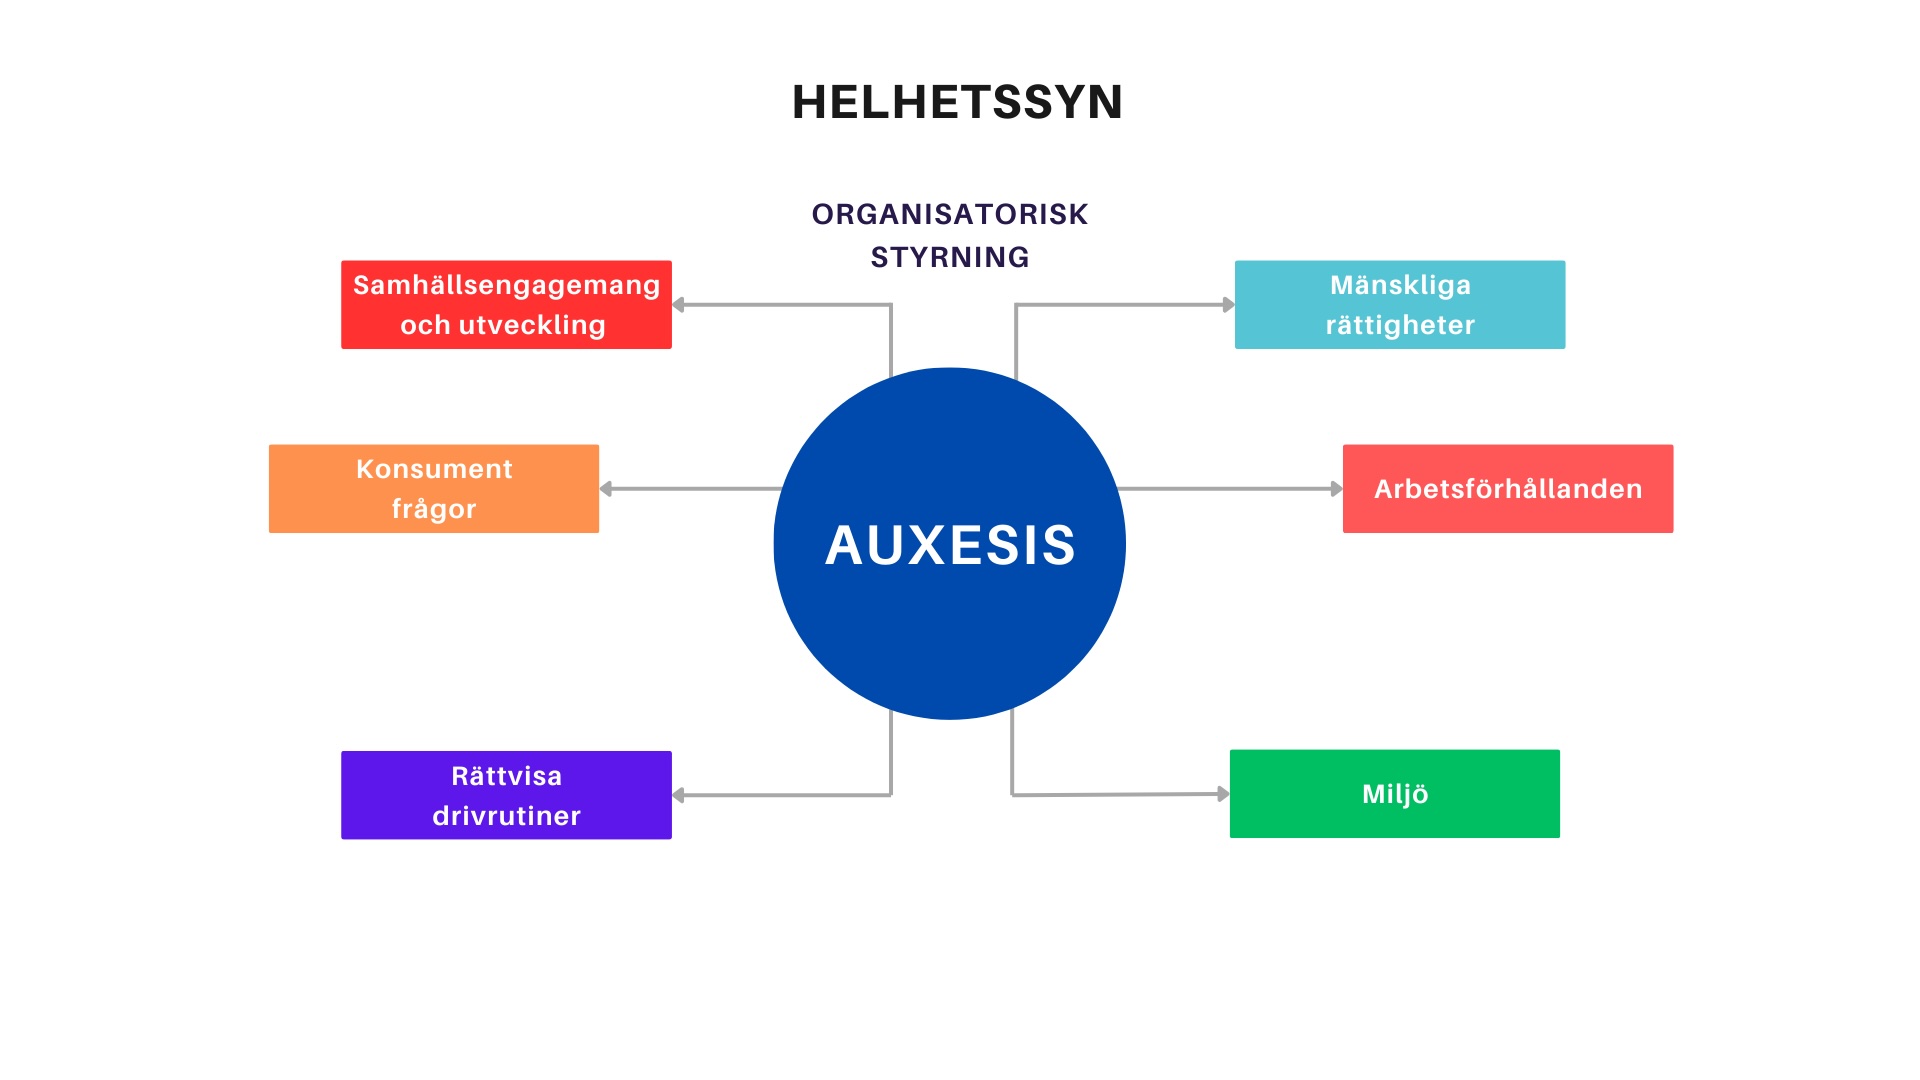 HELHETSSYN
ORGANISATORISK
STYRNING
Samhällsengagemang
och utveckling
Mänskliga
rättigheter
Konsument
frågor
Arbetsförhållanden
AUXESIS
Rättvisa
drivrutiner
Miljö